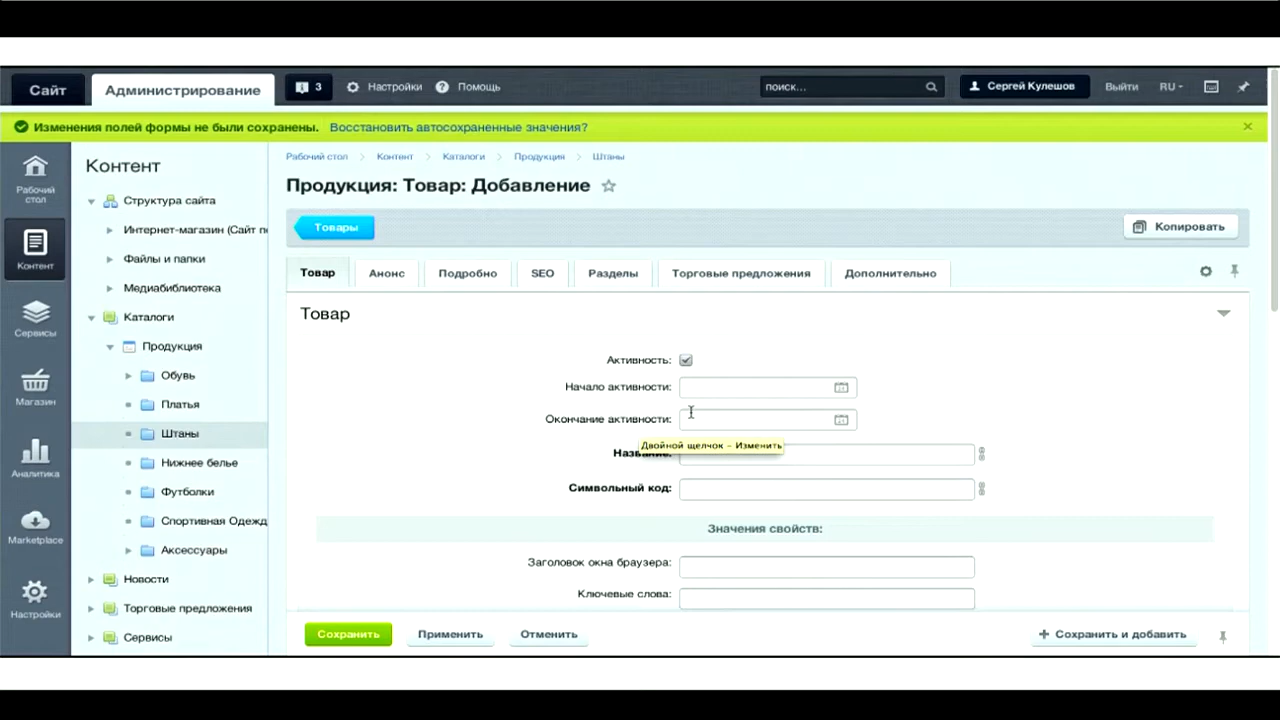 Сайт
Администрирование
3
Настройки
Помощь
поиск...
Сергей Кулешов
Выйти
RU
Изменения полей формы не были сохранены. Восстановить автосохраненные значения?
Рабочий стол
Контент
Сервисы
Магазин
Аналитика
Marketplace
Настройки
Контент
Структура сайта
Интернет-магазин (Сайт по
Файлы и папки
Медиабиблиотека
Каталоги
Продукция
Обувь
Платья
Штаны
Нижнее белье
Футболки
Спортивная Одежд
Аксессуары
Новости
Торговые предложения
Сервисы
Рабочий стол > Контент > Каталоги > Продукция > Штаны
Продукция: Товар: Добавление
Товары
Копировать
Товар
Анонс
Подробно
SEO
Разделы
Торговые предложения
Дополнительно
Товар
Активность:
Начало активности:
Окончание активности:
Двойной щелчок - Изменить
Название:
Символьный код:
Значения свойств:
Заголовок окна браузера:
Ключевые слова:
Сохранить
Применить
Отменить
+ Сохранить и добавить